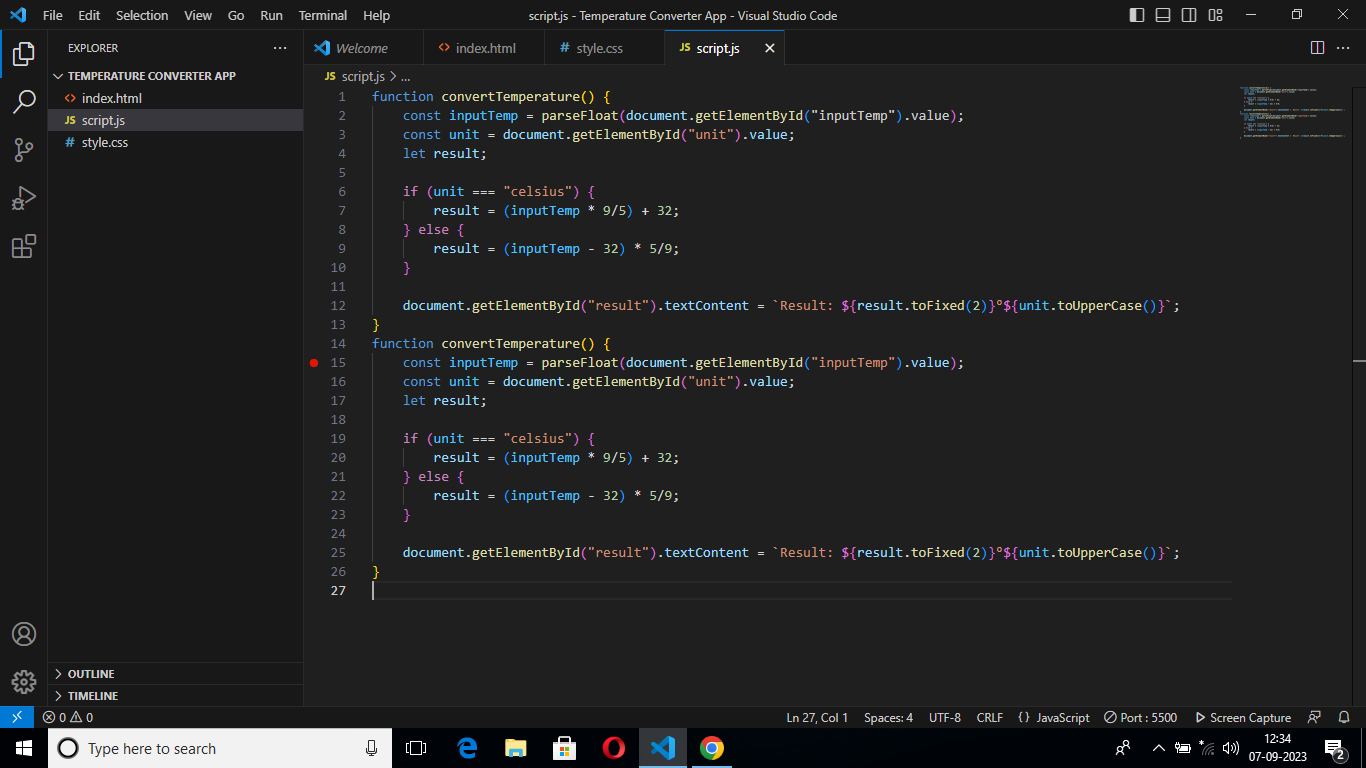 File Edit Selection View Go Run Terminal Help script.js - Temperature Converter App - Visual Studio Code
EXPLORER
Welcome index.html style.css JS script.js
TEMPERATURE CONVERTER APP
index.html
JS script.js
style.css
JS script.js > ...
1 function convertTemperature() {
2 const inputTemp = parseFloat(document.getElementById("inputTemp").value);
3 const unit = document.getElementById("unit").value;
4 let result;
5
6 if (unit === "celsius") {
7 result = (inputTemp * 9/5) + 32;
8 } else {
9 result = (inputTemp - 32) * 5/9;
10 }
11
12 document.getElementById("result").textContent = `Result: ${result.toFixed(2)}°${unit.toUpperCase()}`;
13 }
14 function convertTemperature() {
15 const inputTemp = parseFloat(document.getElementById("inputTemp").value);
16 const unit = document.getElementById("unit").value;
17 let result;
18
19 if (unit === "celsius") {
20 result = (inputTemp * 9/5) + 32;
21 } else {
22 result = (inputTemp - 32) * 5/9;
23 }
24
25 document.getElementById("result").textContent = `Result: ${result.toFixed(2)}°${unit.toUpperCase()}`;
26 }
27
OUTLINE
TIMELINE
0 0 Ln 27, Col 1 Spaces: 4 UTF-8 CRLF {} JavaScript Port : 5500 Screen Capture
Type here to search
12:34
07-09-2023
2